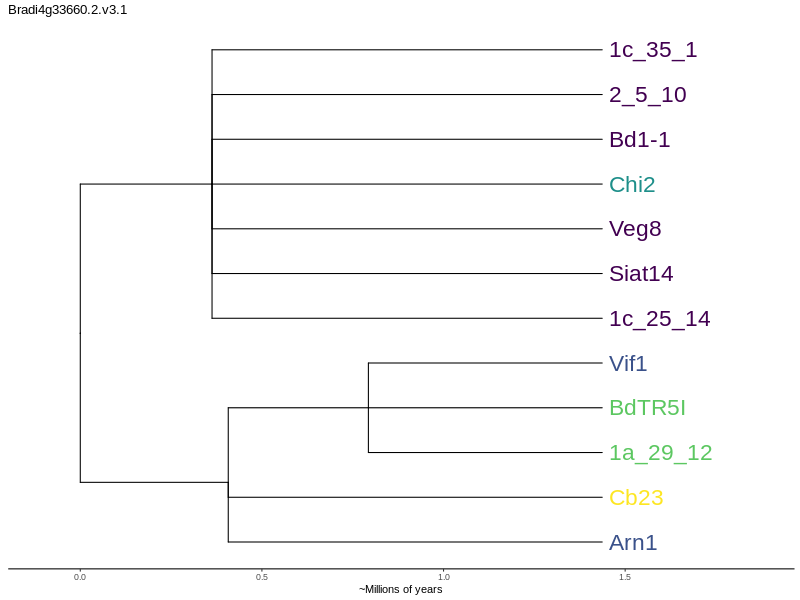 Bradi4g33660.2.v3.1
1c_35_1
2_5_10
Bd1-1
Chi2
Veg8
Siat14
1c_25_14
Vif1
BdTR5I
1a_29_12
Cb23
Arn1
0.0 0.5 1.0 1.5
~Millions of years